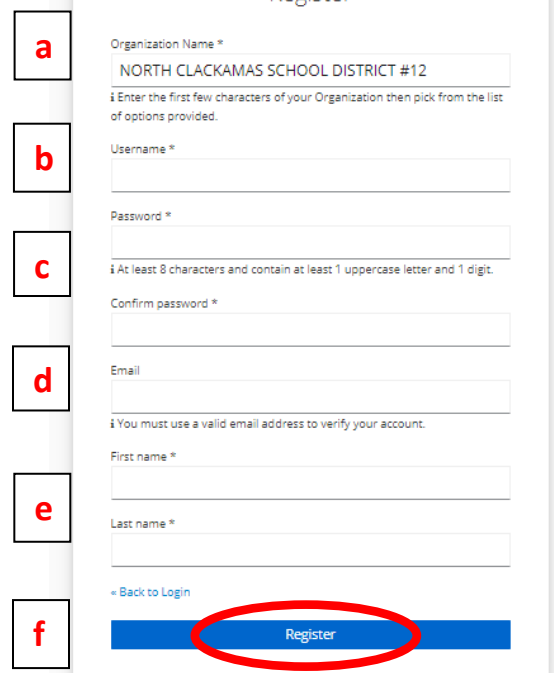 Register
a
Organization Name *
NORTH CLACKAMAS SCHOOL DISTRICT #12
i Enter the first few characters of your Organization then pick from the list
of options provided.
b
Username *
Password *
c
i At least 8 characters and contain at least 1 uppercase letter and 1 digit.
Confirm password *
d
Email
i You must use a valid email address to verify your account.
First name *
e
Last name *
« Back to Login
f
Register